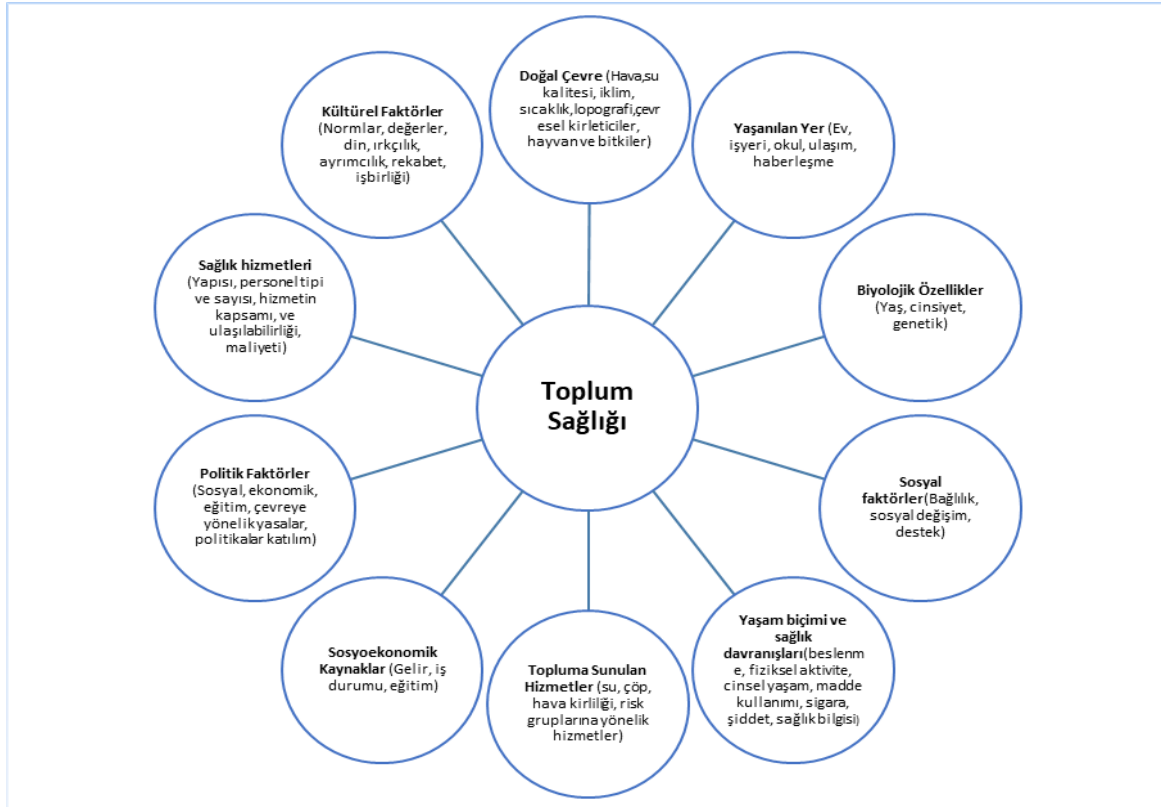 Doğal Çevre (Hava,su
kalitesi, iklim,
sıcaklık,lopografi,çevr
esel kirleticiler,
hayvan ve bitkiler)
Yaşanılan Yer (Ev,
işyeri, okul, ulaşım,
haberleşme
Biyolojik Özellikler
(Yaş, cinsiyet,
genetik)
Sosyal
faktörler(Bağlılık,
sosyal değişim,
destek)
Yaşam biçimi ve
sağlık
davranışları(beslenm
e, fiziksel aktivite,
cinsel yaşam, madde
kullanımı, sigara,
şiddet, sağlık bilgisi)
Topluma Sunulan
Hizmetler (su, çöp,
hava kirliliği, risk
gruplarına yönelik
hizmetler)
Sosyoekonomik
Kaynaklar (Gelir, iş
durumu, eğitim)
Politik Faktörler
(Sosyal, ekonomik,
eğitim, çevreye
yönelik yasalar,
politikalar katılım)
Sağlık hizmetleri
(Yapısı, personel tipi
ve sayısı, hizmetin
kapsamı, ve
ulaşılabilirliği,
maliyeti)
Kültürel Faktörler
(Normlar, değerler,
din, ırkçılık,
ayrımcılık, rekabet,
işbirliği)
Toplum
Sağlığı